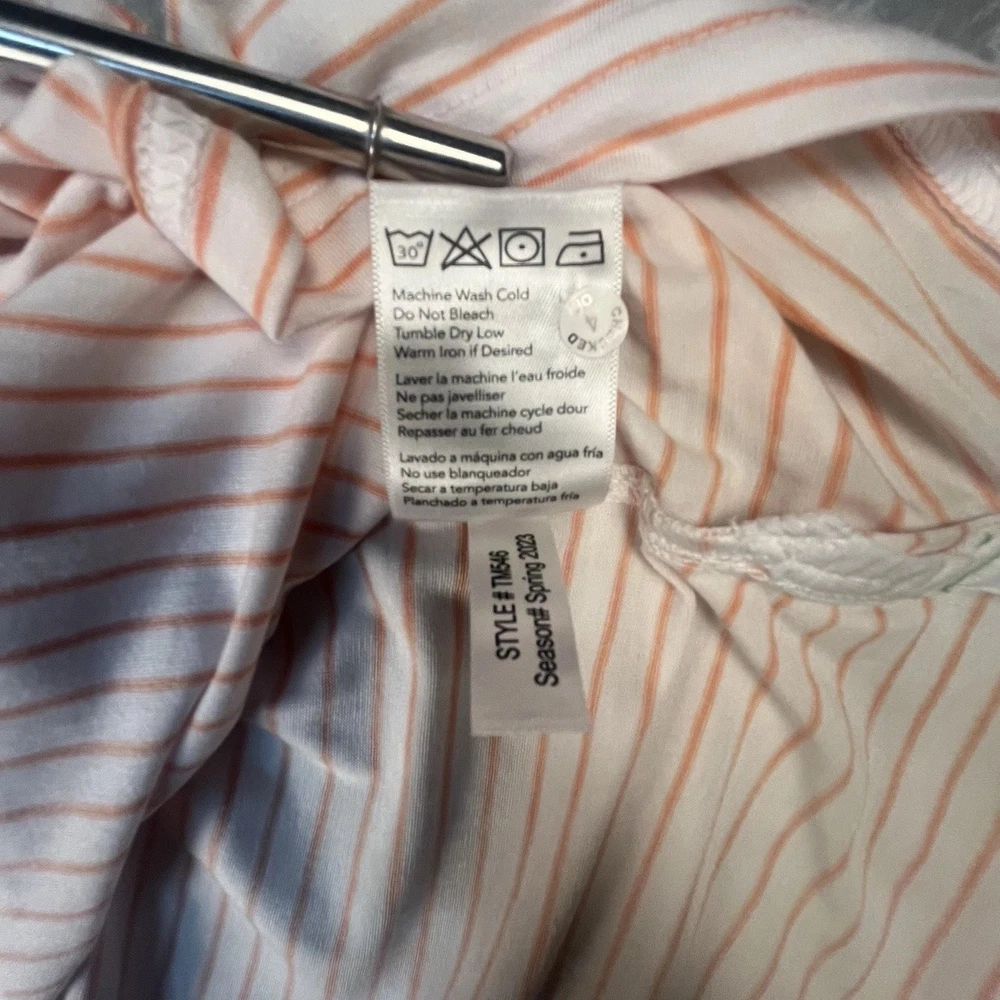 30°
Machine Wash Cold
Do Not Bleach
Tumble Dry Low
Warm Iron if Desired
Laver la machine l'eau froide
Ne pas javelliser
Secher la machine cycle dour
Repasser au fer cheud
Lavado a máquina con agua fría
No use blanqueador
Secar a temperatura baja
Planchado a temperatura fría
CHECKED
STYLE # TM546
Season# Spring 2023